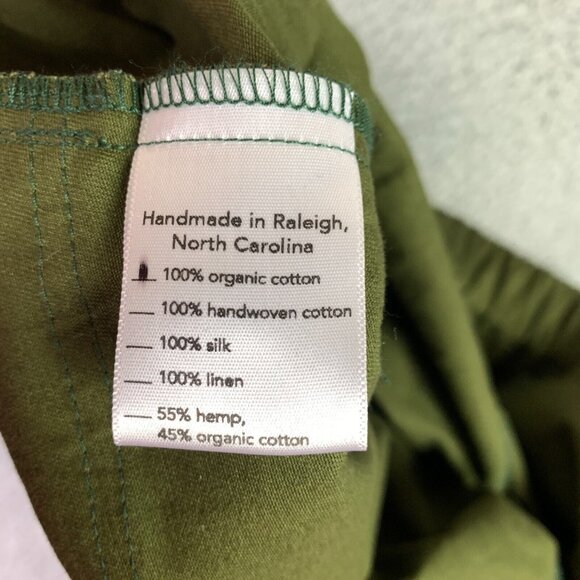 Handmade in Raleigh,
North Carolina
100% organic cotton
100% handwoven cotton
100% silk
100% linen
55% hemp,
45% organic cotton